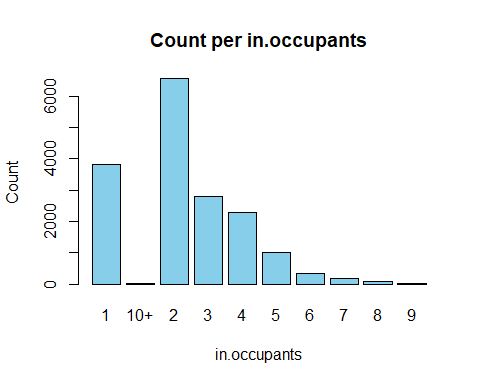 Count per in.occupants
Count
6000
4000
2000
0
1 10+ 2 3 4 5 6 7 8 9
in.occupants